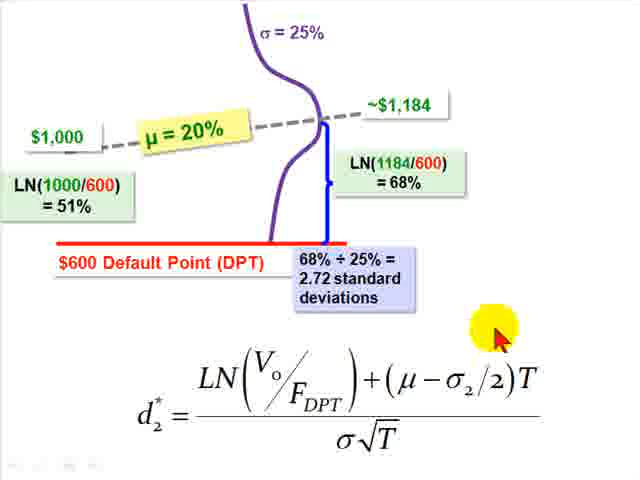 σ = 25%
~$1,184
$1,000
μ = 20%
LN(1184/600)
= 68%
LN(1000/600)
= 51%
$600 Default Point (DPT)
68% ÷ 25% =
2.72 standard
deviations
d₂* = (LN(V₀/F_DPT) + (μ − σ₂/2)T) / (σ√T)